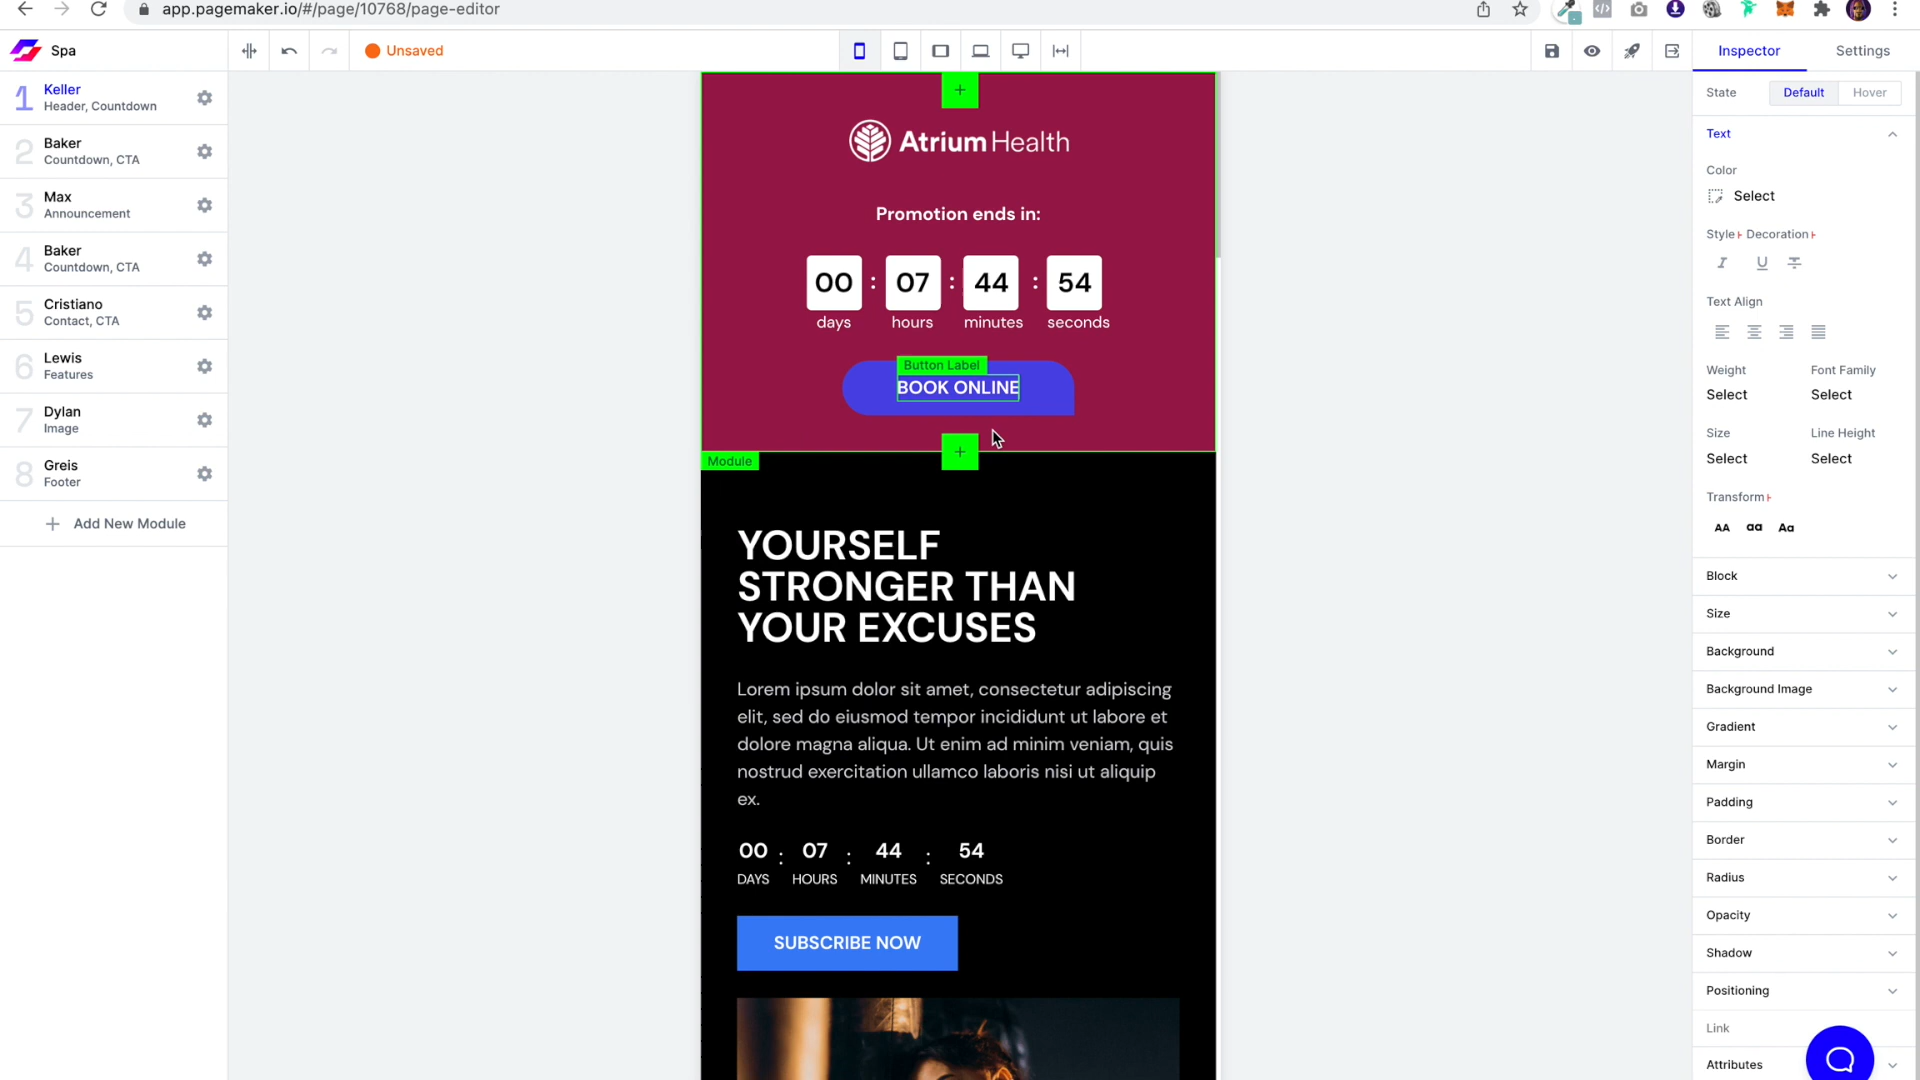 app.pagemaker.io/#/page/10768/page-editor
Spa
Unsaved
Inspector
Settings
1
Keller
Header, Countdown
2
Baker
Countdown, CTA
3
Max
Announcement
4
Baker
Countdown, CTA
5
Cristiano
Contact, CTA
6
Lewis
Features
7
Dylan
Image
8
Greis
Footer
+ Add New Module
+
Atrium Health
Promotion ends in:
00 : 07 : 44 : 54
days hours minutes seconds
Button Label
BOOK ONLINE
+
Module
YOURSELF
STRONGER THAN
YOUR EXCUSES
Lorem ipsum dolor sit amet, consectetur adipiscing
elit, sed do eiusmod tempor incididunt ut labore et
dolore magna aliqua. Ut enim ad minim veniam, quis
nostrud exercitation ullamco laboris nisi ut aliquip
ex.
00 : 07 : 44 : 54
DAYS HOURS MINUTES SECONDS
SUBSCRIBE NOW
State Default Hover
Text
Color
Select
Style Decoration
I U
Text Align
Weight Font Family
Select Select
Size Line Height
Select Select
Transform
AA aa Aa
Block
Size
Background
Background Image
Gradient
Margin
Padding
Border
Radius
Opacity
Shadow
Positioning
Link
Attributes